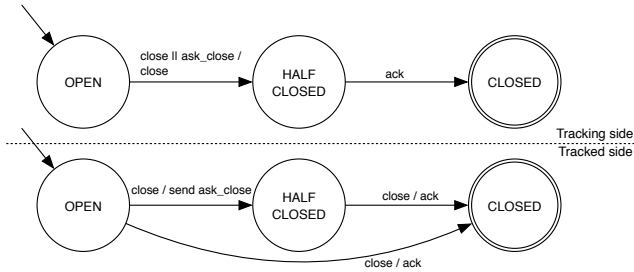 close || ask_close /
close
OPEN
HALF
CLOSED
ack
CLOSED
Tracking side
Tracked side
OPEN
close / send ask_close
HALF
CLOSED
close / ack
CLOSED
close / ack